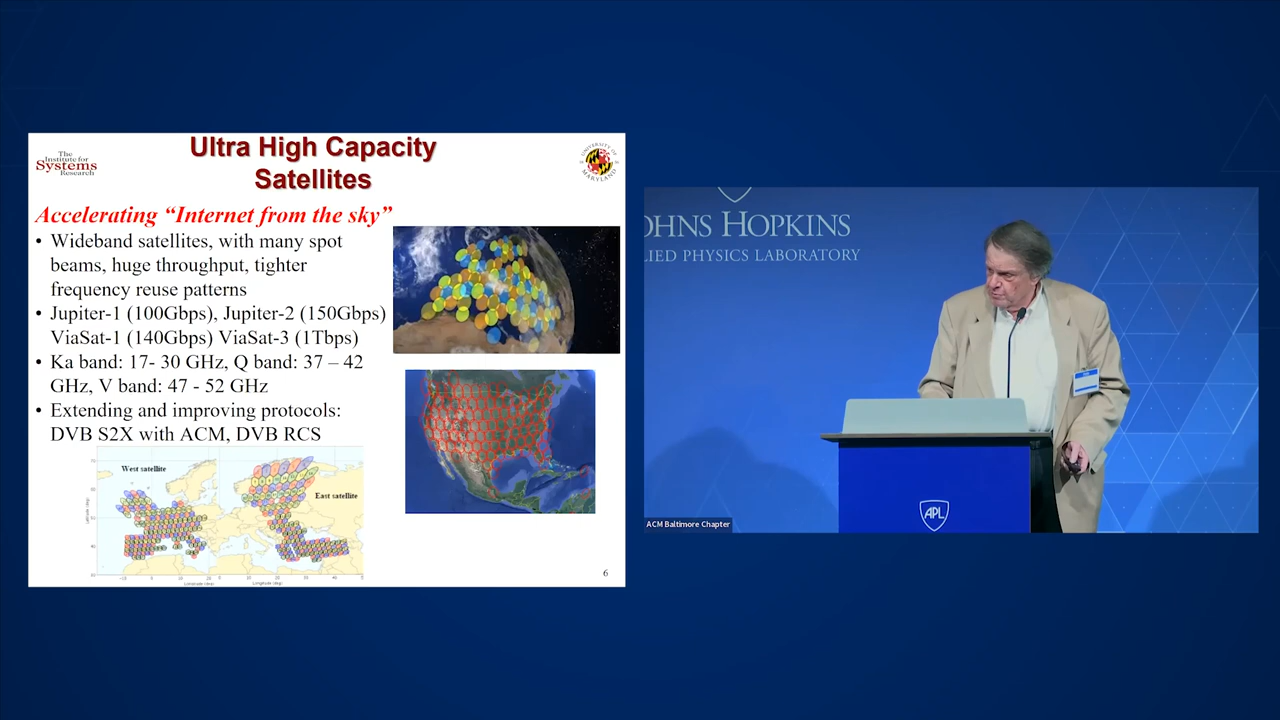 Ultra High Capacity
Satellites
The
Institute for
Systems
Research
UNIVERSITY OF
MARYLAND
Accelerating “Internet from the sky”
• Wideband satellites, with many spot
beams, huge throughput, tighter
frequency reuse patterns
• Jupiter-1 (100Gbps), Jupiter-2 (150Gbps)
ViaSat-1 (140Gbps) ViaSat-3 (1Tbps)
• Ka band: 17- 30 GHz, Q band: 37 – 42
GHz, V band: 47 - 52 GHz
• Extending and improving protocols:
DVB S2X with ACM, DVB RCS
West satellite
East satellite
6
OHNS HOPKINS
LIED PHYSICS LABORATORY
APL
ACM Baltimore Chapter